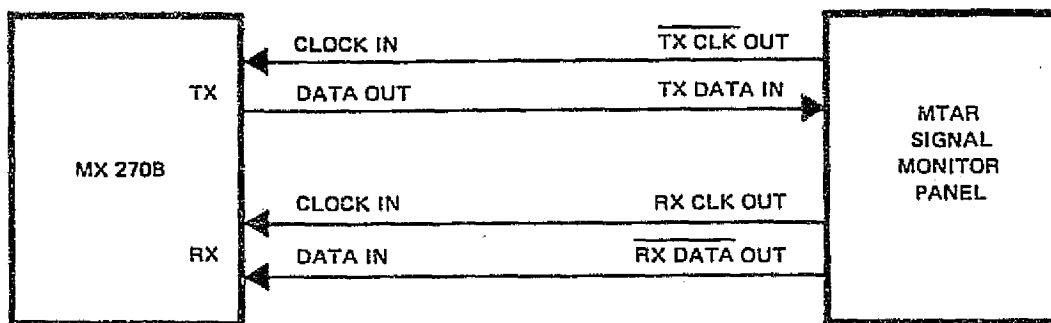 CLOCK IN TX CLK OUT
TX DATA OUT TX DATA IN
MX 270B
MTAR
SIGNAL
MONITOR
PANEL
CLOCK IN RX CLK OUT
RX DATA IN RX DATA OUT